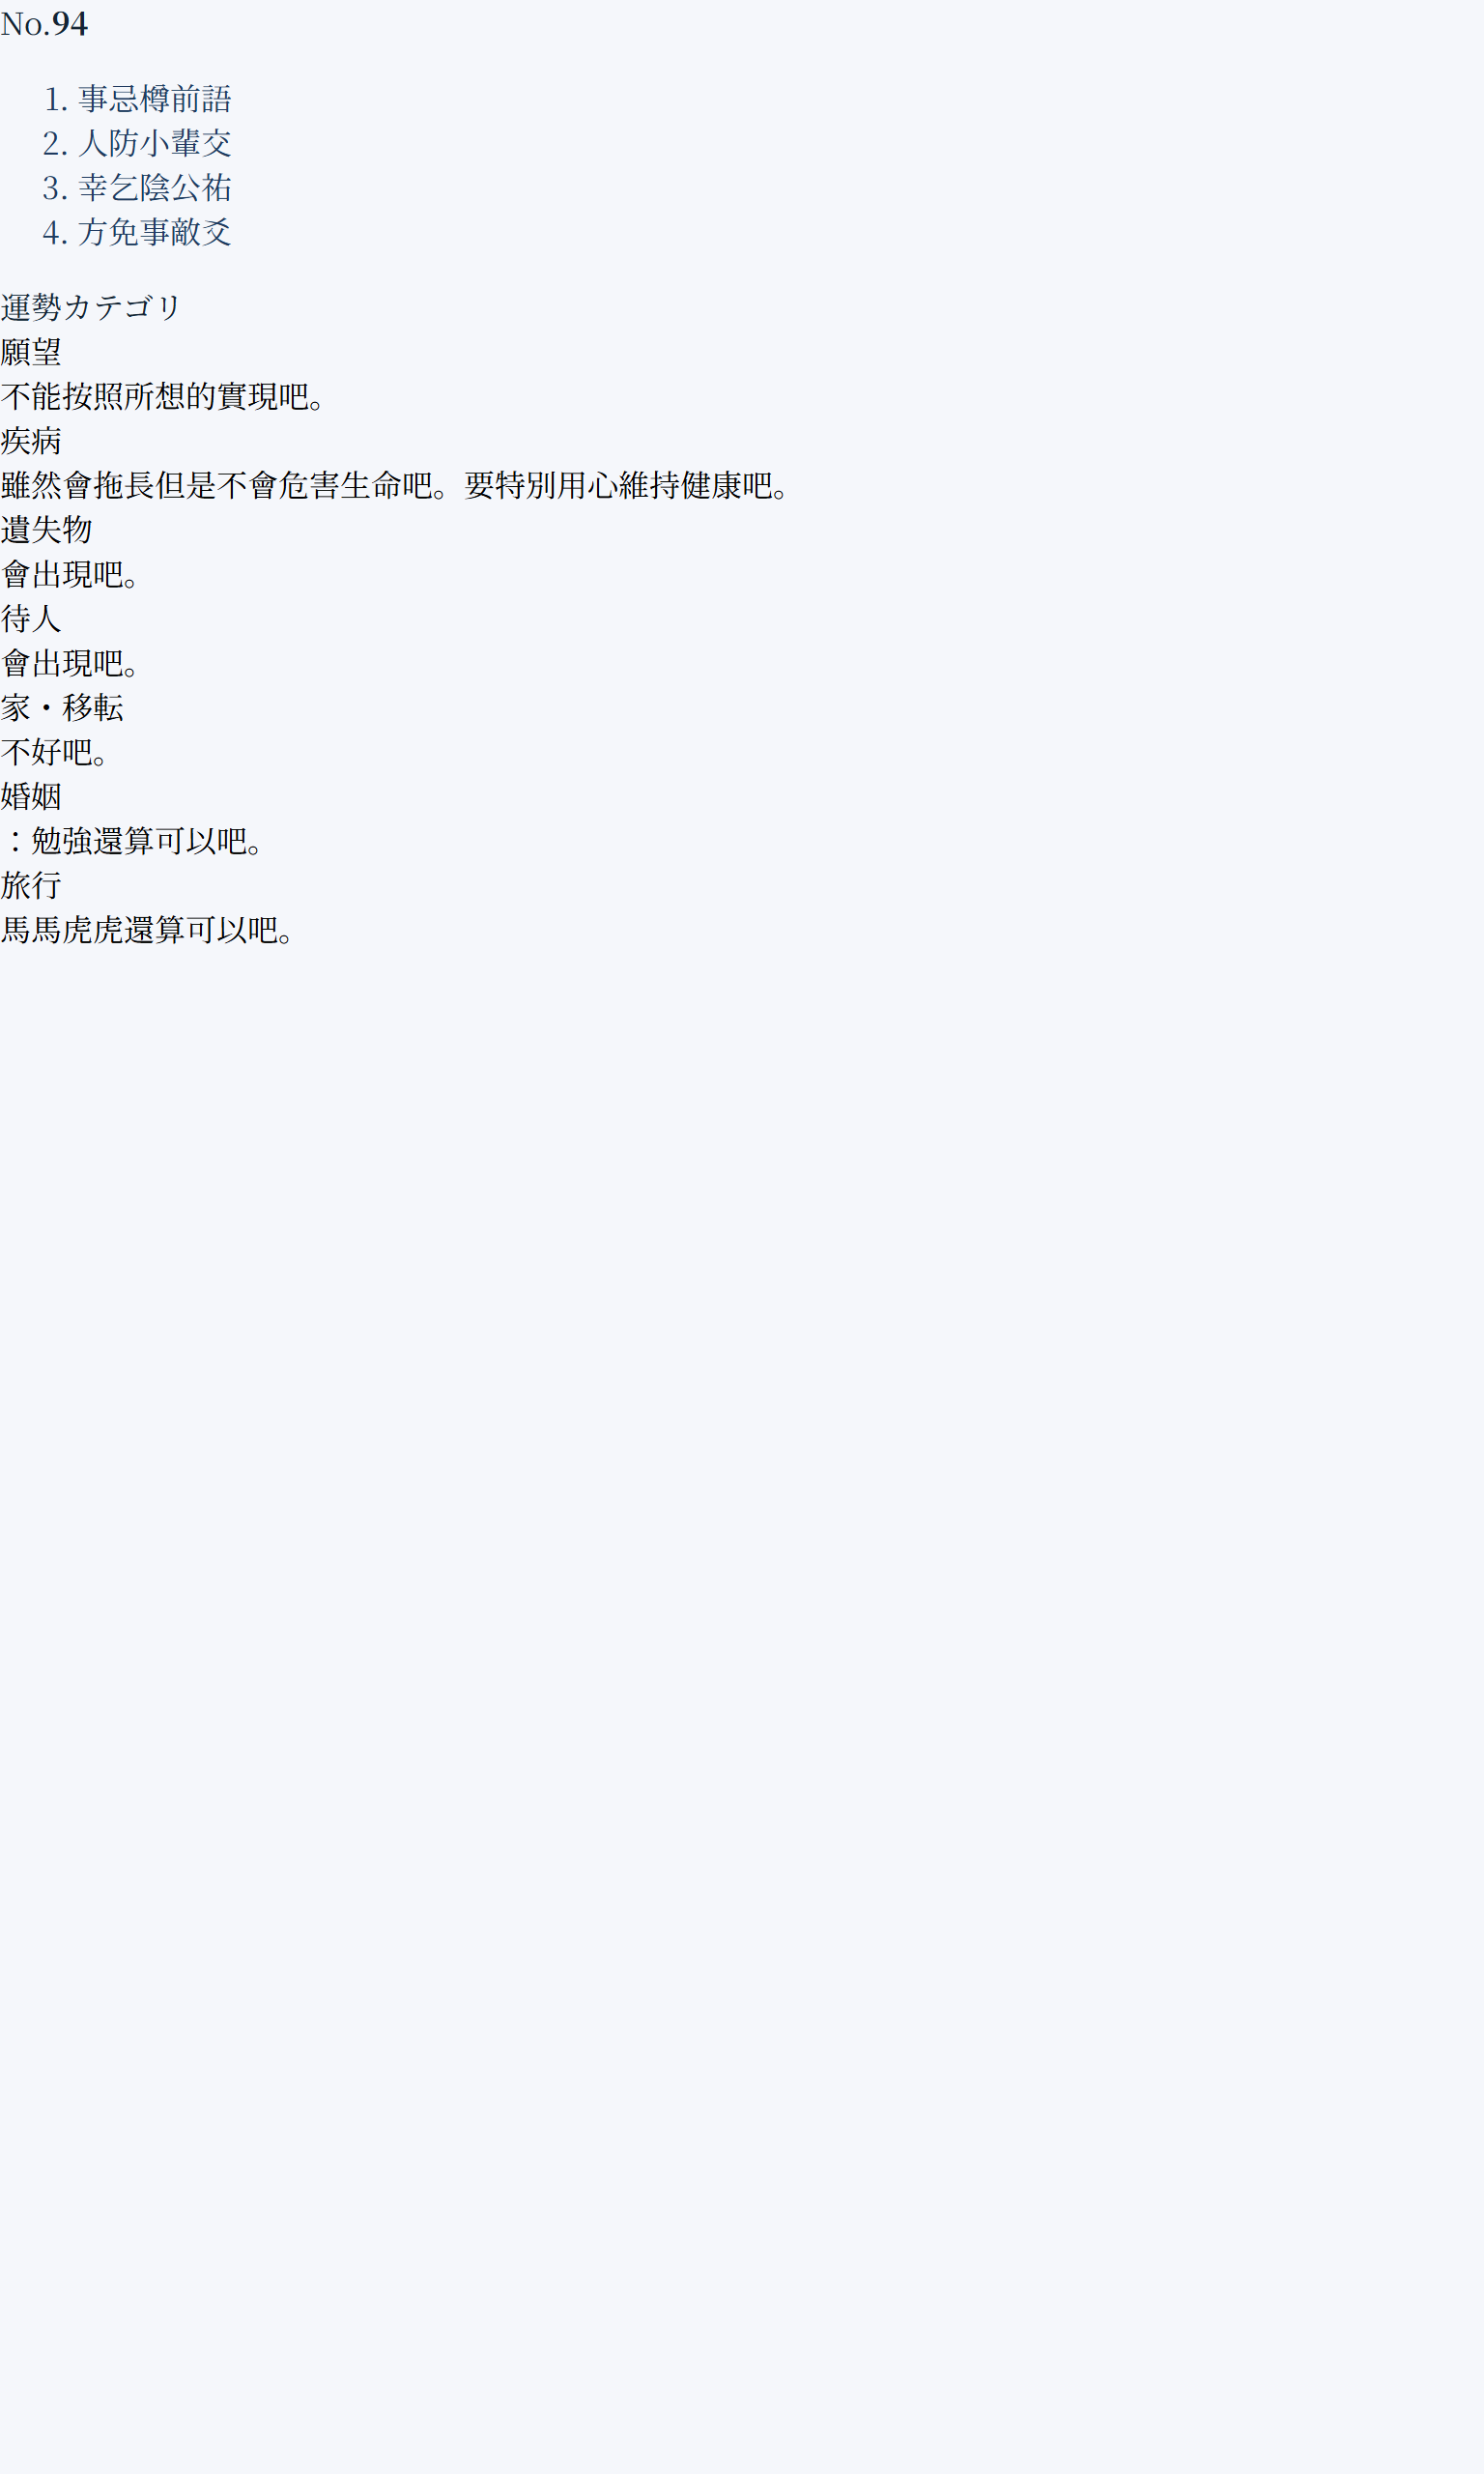 No.94
1. 事忌樽前語
2. 人防小輩交
3. 幸乞陰公祐
4. 方免事敵爻
運勢カテゴリ
願望
不能按照所想的實現吧。
疾病
雖然會拖長但是不會危害生命吧。要特別用心維持健康吧。
遺失物
會出現吧。
待人
會出現吧。
家・移転
不好吧。
婚姻
：勉強還算可以吧。
旅行
馬馬虎虎還算可以吧。